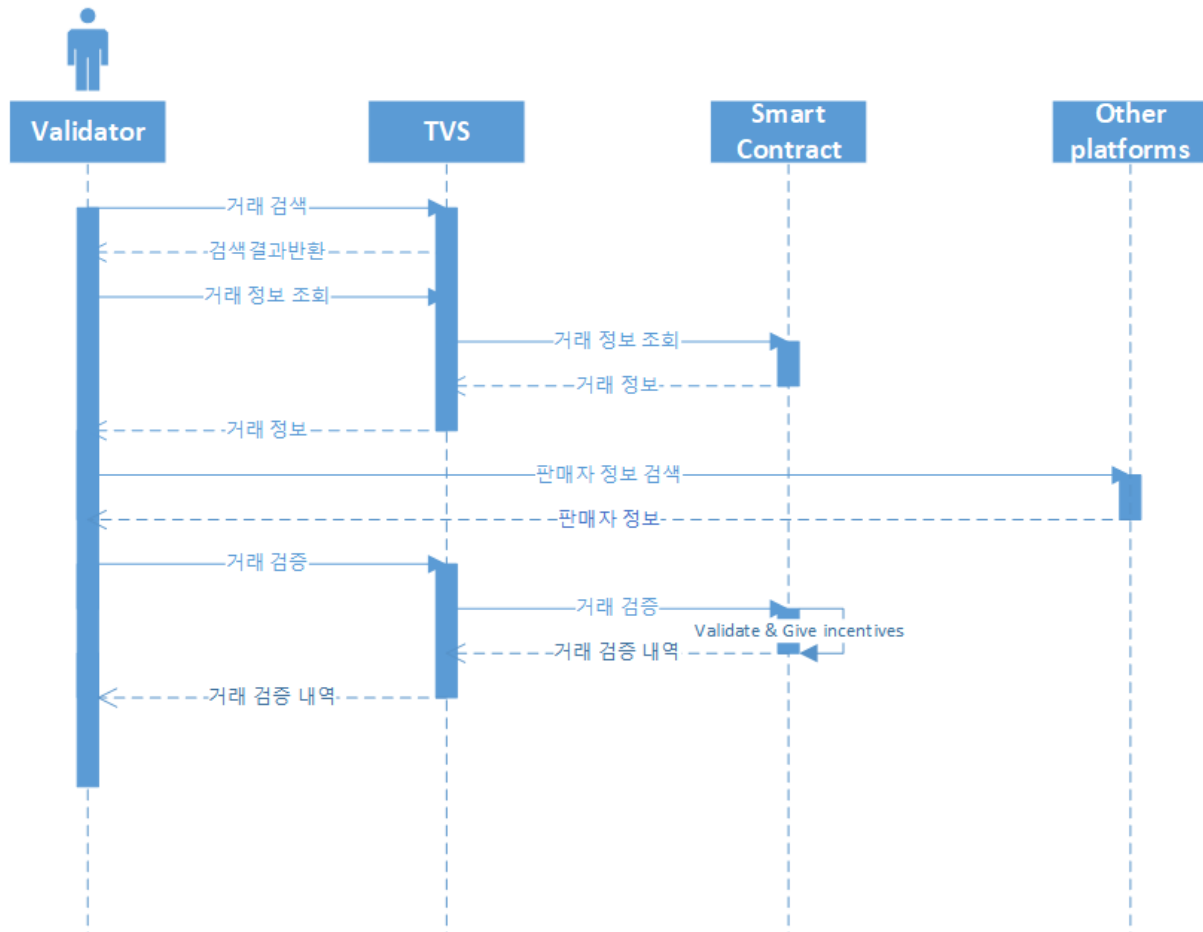 Validator
TVS
Smart
Contract
Other
platforms
거래 검색
검색결과반환
거래 정보 조회
거래 정보 조회
거래 정보
거래 정보
판매자 정보 검색
판매자 정보
거래 검증
거래 검증
Validate & Give incentives
거래 검증 내역
거래 검증 내역